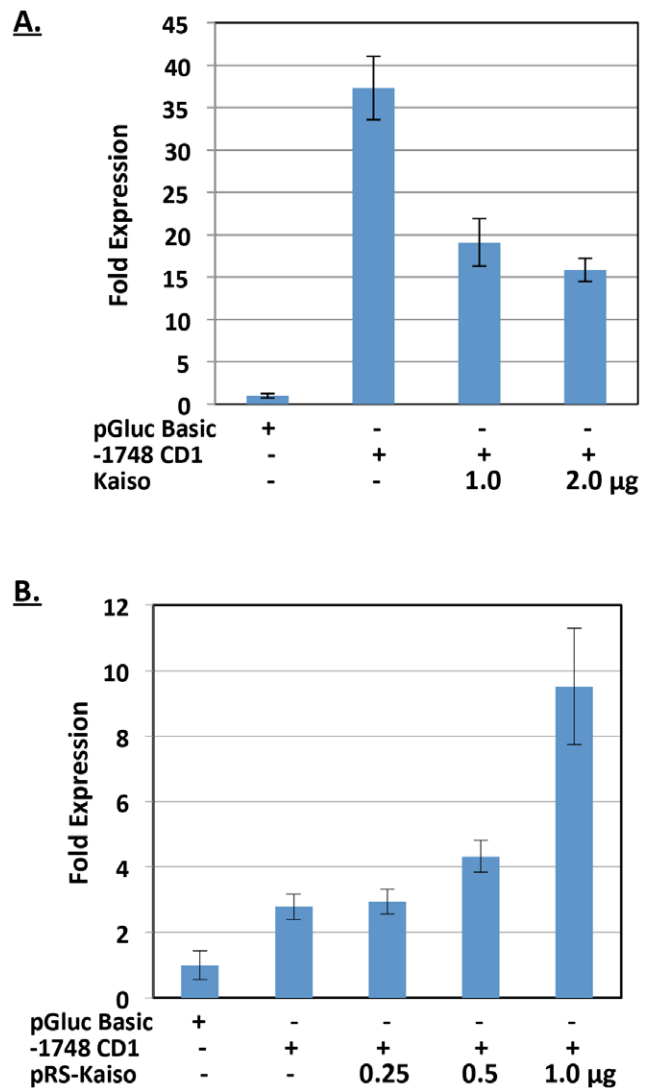 A.
45
40
35
30
25
20
15
10
5
0
Fold Expression
pGluc Basic + - - -
-1748 CD1 - + + +
Kaiso - - 1.0 2.0 µg
B.
12
10
8
6
4
2
0
Fold Expression
pGluc Basic + - - - -
-1748 CD1 - + + + +
pRS-Kaiso - - 0.25 0.5 1.0 µg